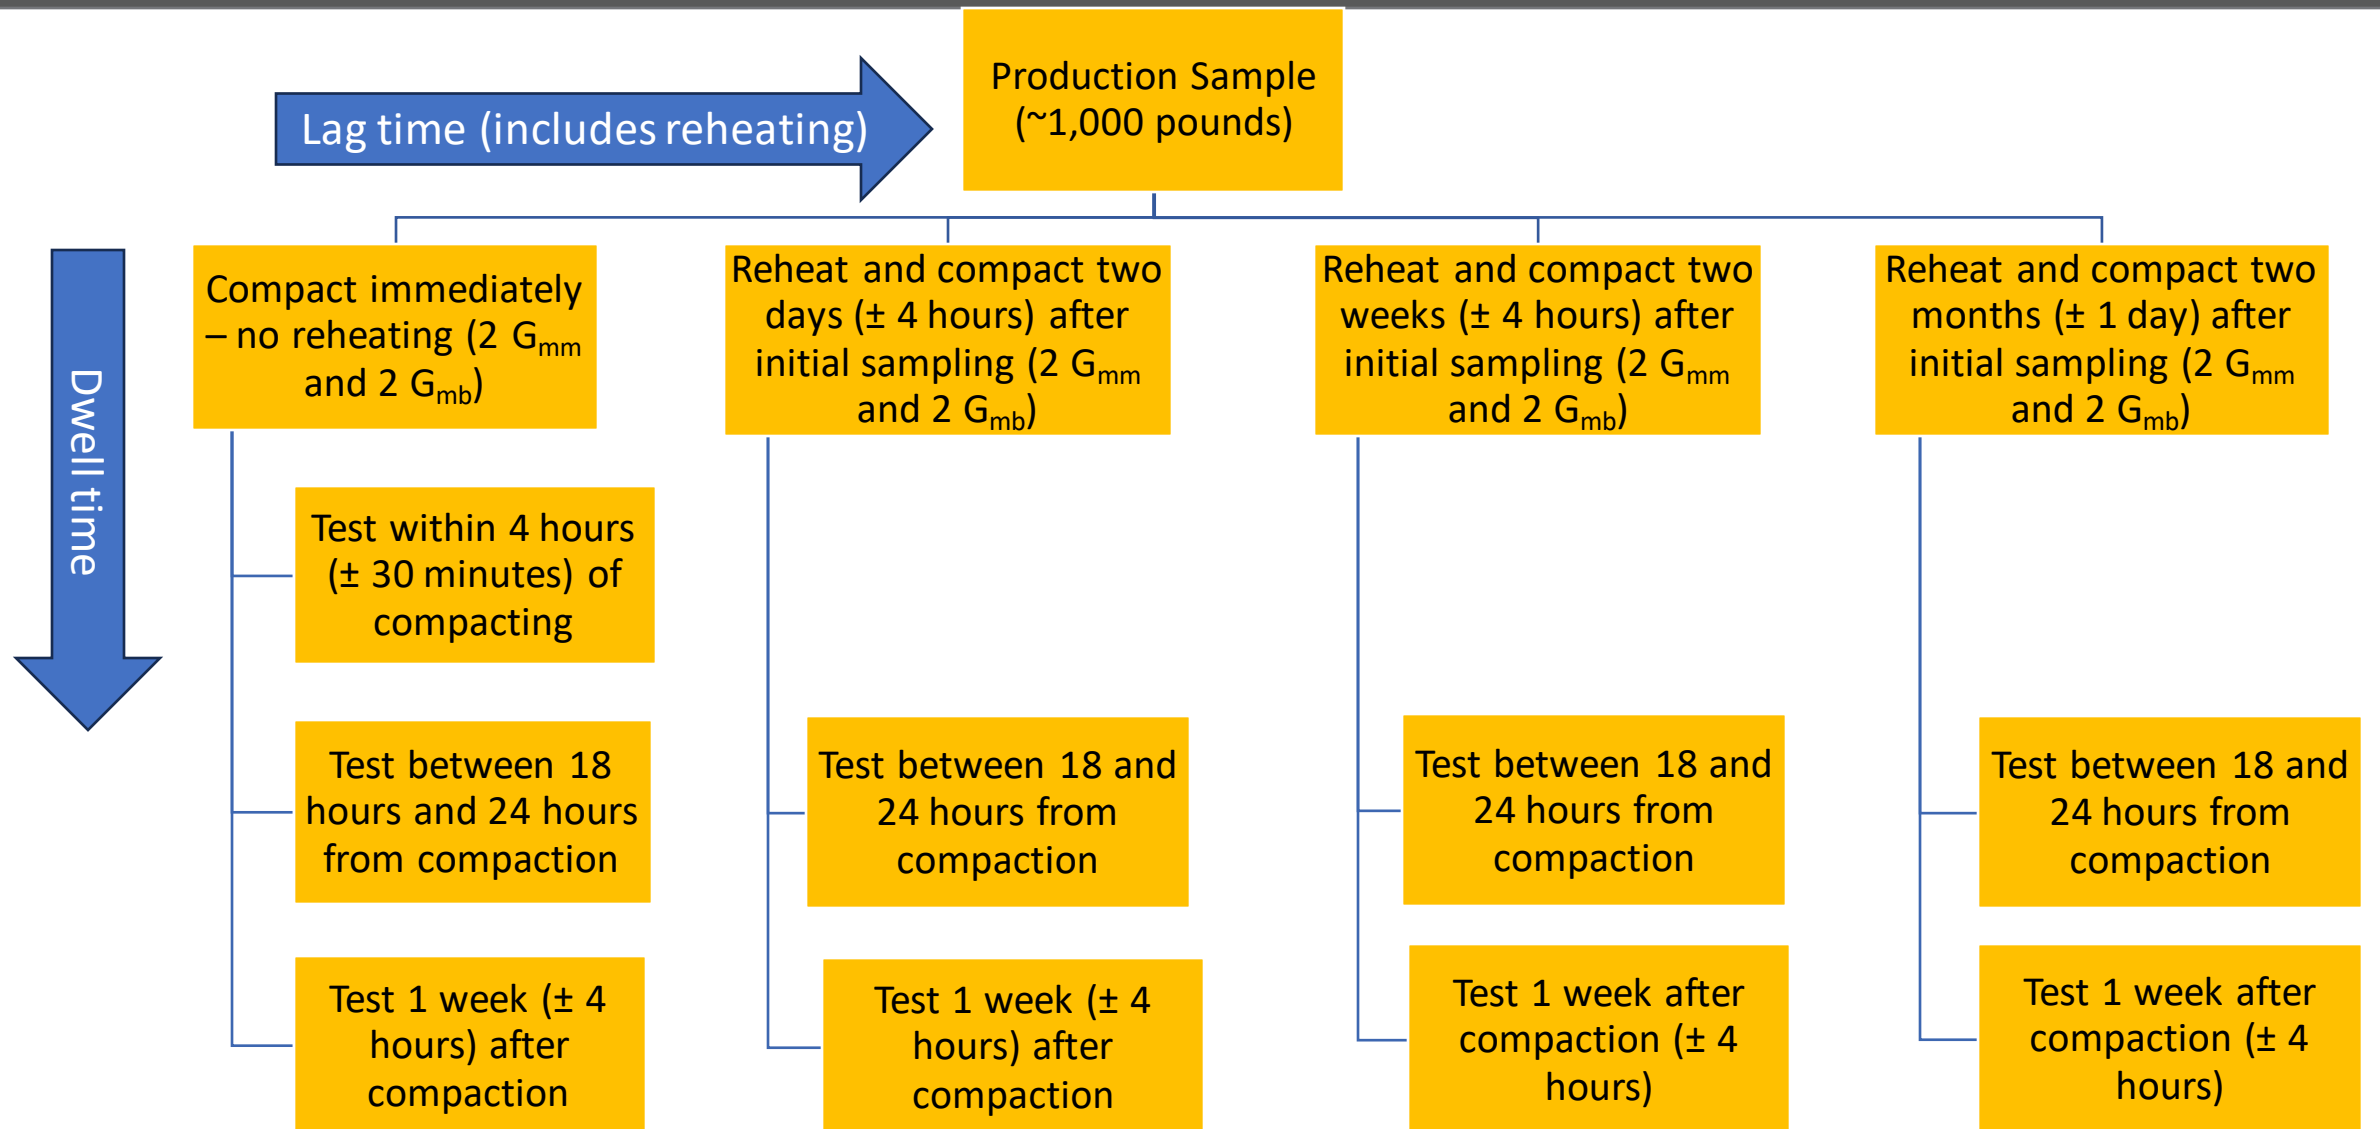 Production Sample
(~1,000 pounds)
Lag time (includes reheating)
Dwell time
Compact immediately
– no reheating (2 Gmm
and 2 Gmb)
Reheat and compact two
days (± 4 hours) after
initial sampling (2 Gmm
and 2 Gmb)
Reheat and compact two
weeks (± 4 hours) after
initial sampling (2 Gmm
and 2 Gmb)
Reheat and compact two
months (± 1 day) after
initial sampling (2 Gmm
and 2 Gmb)
Test within 4 hours
(± 30 minutes) of
compacting
Test between 18
hours and 24 hours
from compaction
Test between 18 and
24 hours from
compaction
Test between 18 and
24 hours from
compaction
Test between 18 and
24 hours from
compaction
Test 1 week (± 4
hours) after
compaction
Test 1 week (± 4
hours) after
compaction
Test 1 week after
compaction (± 4
hours)
Test 1 week after
compaction (± 4
hours)